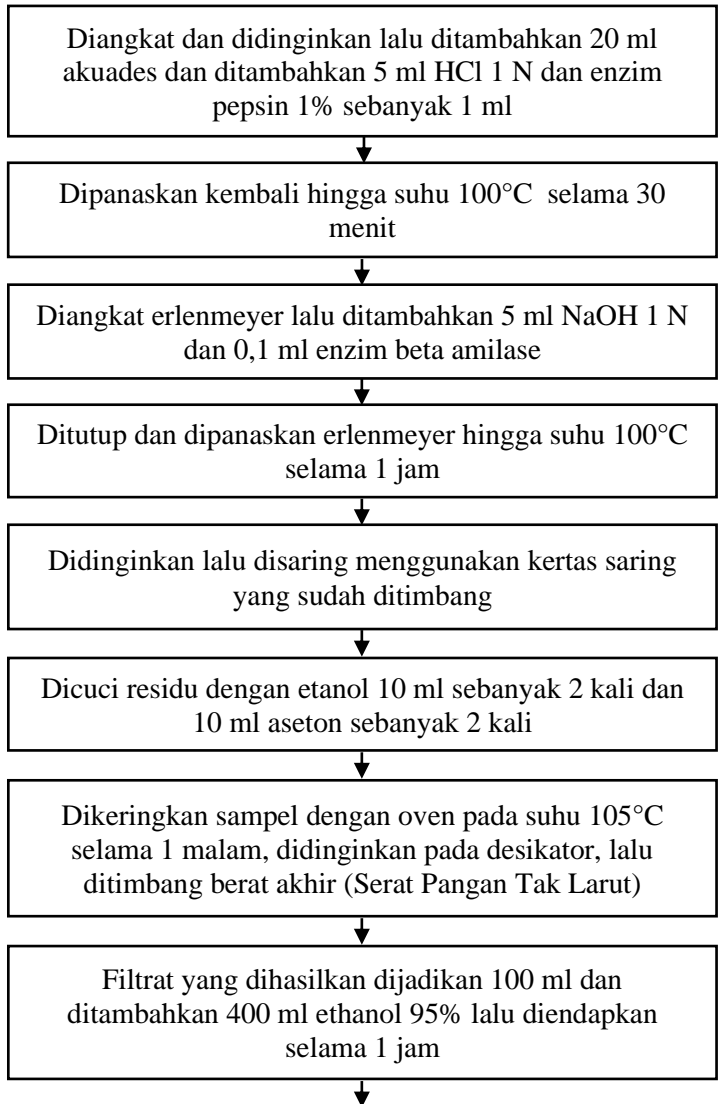 Diangkat dan didinginkan lalu ditambahkan 20 ml
akuades dan ditambahkan 5 ml HCl 1 N dan enzim
pepsin 1% sebanyak 1 ml
Dipanaskan kembali hingga suhu 100°C selama 30
menit
Diangkat erlenmeyer lalu ditambahkan 5 ml NaOH 1 N
dan 0,1 ml enzim beta amilase
Ditutup dan dipanaskan erlenmeyer hingga suhu 100°C
selama 1 jam
Didinginkan lalu disaring menggunakan kertas saring
yang sudah ditimbang
Dicuci residu dengan etanol 10 ml sebanyak 2 kali dan
10 ml aseton sebanyak 2 kali
Dikeringkan sampel dengan oven pada suhu 105°C
selama 1 malam, didinginkan pada desikator, lalu
ditimbang berat akhir (Serat Pangan Tak Larut)
Filtrat yang dihasilkan dijadikan 100 ml dan
ditambahkan 400 ml ethanol 95% lalu diendapkan
selama 1 jam